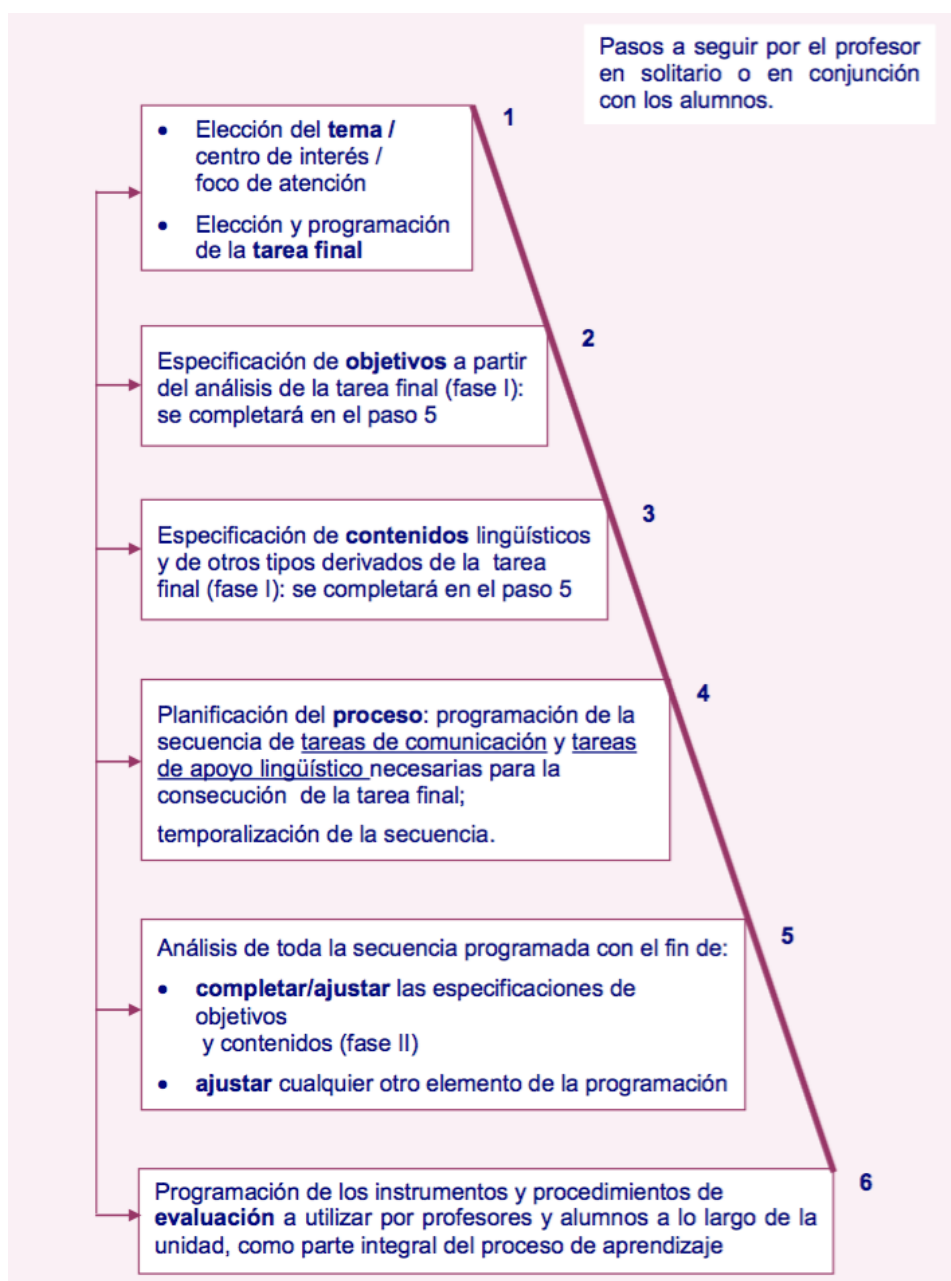 Pasos a seguir por el profesor
en solitario o en conjunción
con los alumnos.
1
• Elección del tema /
centro de interés /
foco de atención
• Elección y programación
de la tarea final
2
Especificación de objetivos a partir
del análisis de la tarea final (fase I):
se completará en el paso 5
3
Especificación de contenidos lingüísticos
y de otros tipos derivados de la tarea
final (fase I): se completará en el paso 5
4
Planificación del proceso: programación de la
secuencia de tareas de comunicación y tareas
de apoyo lingüístico necesarias para la
consecución de la tarea final;
temporalización de la secuencia.
5
Análisis de toda la secuencia programada con el fin de:
• completar/ajustar las especificaciones de
objetivos
y contenidos (fase II)
• ajustar cualquier otro elemento de la programación
6
Programación de los instrumentos y procedimientos de
evaluación a utilizar por profesores y alumnos a lo largo de la
unidad, como parte integral del proceso de aprendizaje